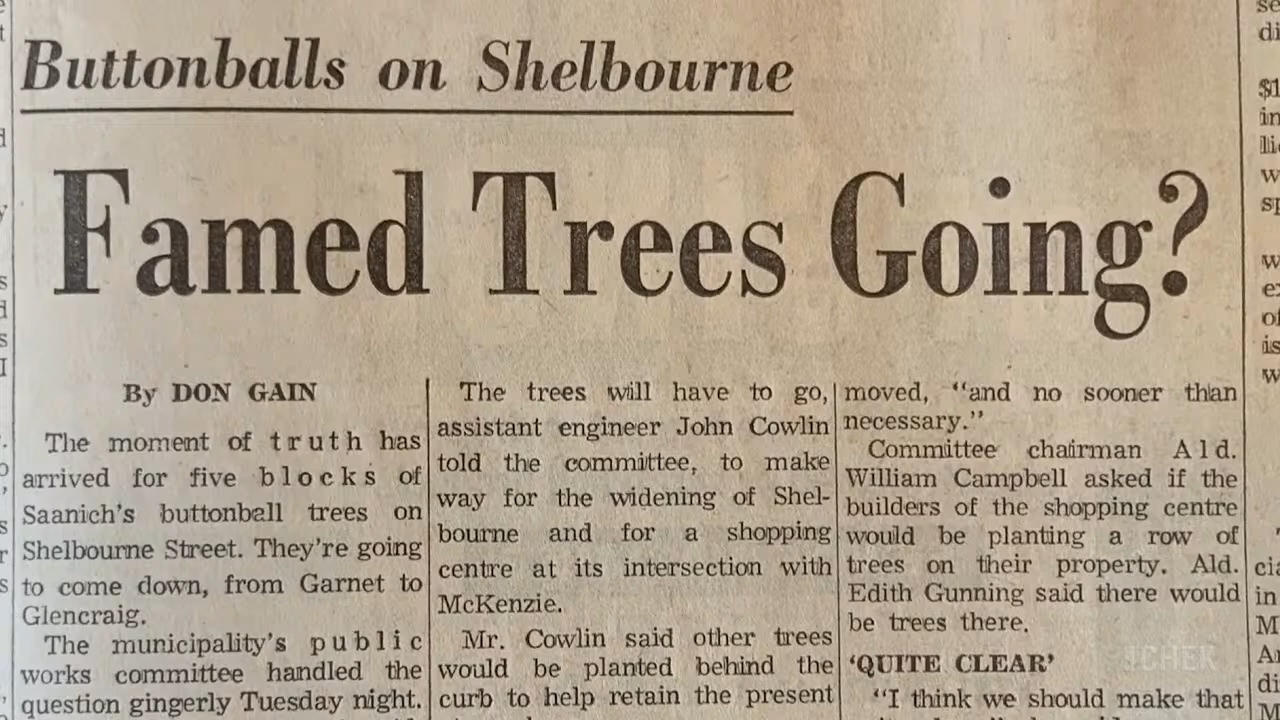 Buttonballs on Shelbourne
Famed Trees Going?
By DON GAIN
The moment of truth has
arrived for five blocks of
Saanich's buttonball trees on
Shelbourne Street. They're going
to come down, from Garnet to
Glencraig.
The municipality's public
works committee handled the
question gingerly Tuesday night.
The trees will have to go,
assistant engineer John Cowlin
told the committee, to make
way for the widening of Shel-
bourne and for a shopping
centre at its intersection with
McKenzie.
Mr. Cowlin said other trees
would be planted behind the
curb to help retain the present
moved, "and no sooner than
necessary."
Committee chairman Ald.
William Campbell asked if the
builders of the shopping centre
would be planting a row of
trees on their property. Ald.
Edith Gunning said there would
be trees there.
'QUITE CLEAR'
"I think we should make that
CHEK